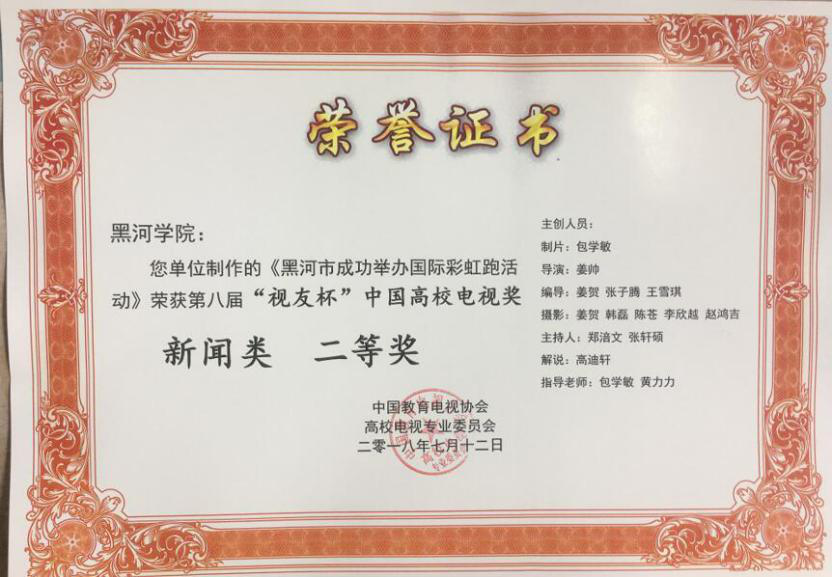 荣誉证书
黑河学院：
您单位制作的《黑河市成功举办国际彩虹跑活
动》荣获第八届“视友杯”中国高校电视奖
新闻类 二等奖
中国教育电视协会
高校电视专业委员会
二零一八年七月十二日
主创人员：
制片：包学敏
导演：姜帅
编导：姜贺 张子腾 王雪琪
摄影：姜贺 韩磊 陈苍 李欣越 赵鸿吉
主持人：郑涪文 张轩硕
解说：高迪轩
指导老师：包学敏 黄力力